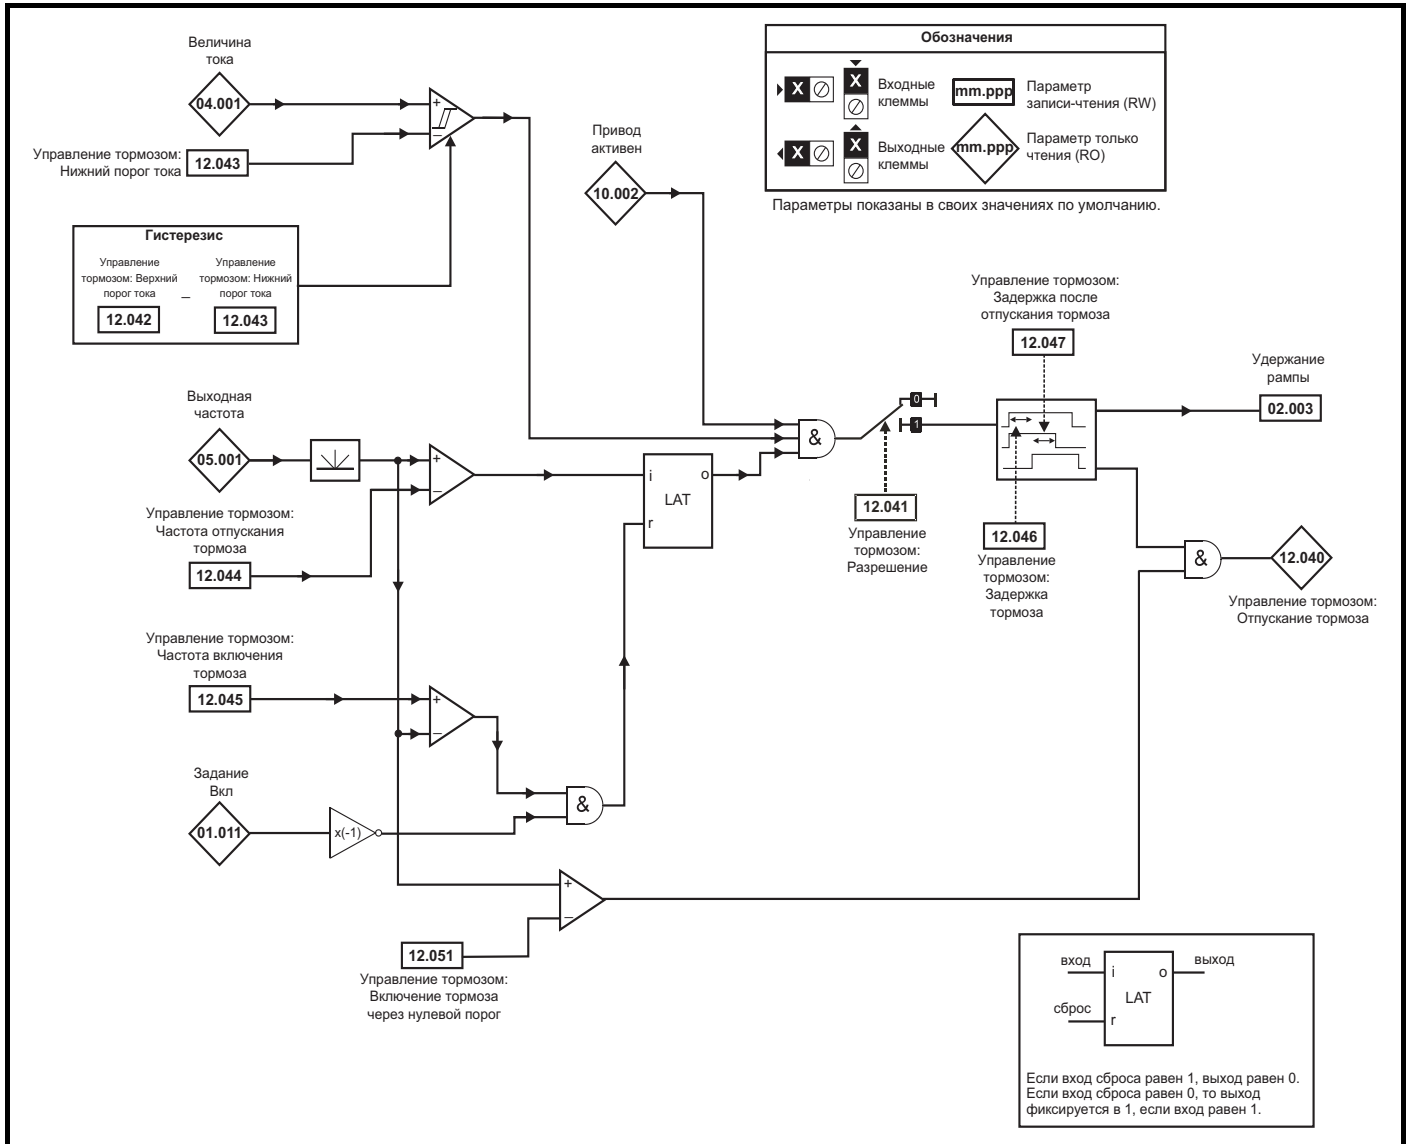 Величина
тока
04.001
+
−
Управление тормозом:
Нижний порог тока
12.043
Гистерезис
Управление
тормозом: Верхний
порог тока
12.042
–
Управление
тормозом: Нижний
порог тока
12.043
Привод
активен
10.002
Обозначения
X
X
Входные
клеммы
mm.ppp
Параметр
записи-чтения (RW)
X
X
Выходные
клеммы
mm.ppp
Параметр только
чтения (RO)
Параметры показаны в своих значениях по умолчанию.
Выходная
частота
05.001
+
−
Управление тормозом:
Частота отпускания
тормоза
12.044
i
o
LAT
r
&
0
1
12.041
Управление
тормозом:
Разрешение
Управление тормозом:
Задержка после
отпускания тормоза
12.047
12.046
Управление
тормозом:
Задержка
тормоза
Удержание
рампы
02.003
&
12.040
Управление тормозом:
Отпускание тормоза
Управление тормозом:
Частота включения
тормоза
12.045
+
−
Задание
Вкл
01.011
x(-1)
&
+
−
12.051
Управление тормозом:
Включение тормоза
через нулевой порог
вход
i
o
выход
LAT
сброс
r
Если вход сброса равен 1, выход равен 0.
Если вход сброса равен 0, то выход
фиксируется в 1, если вход равен 1.